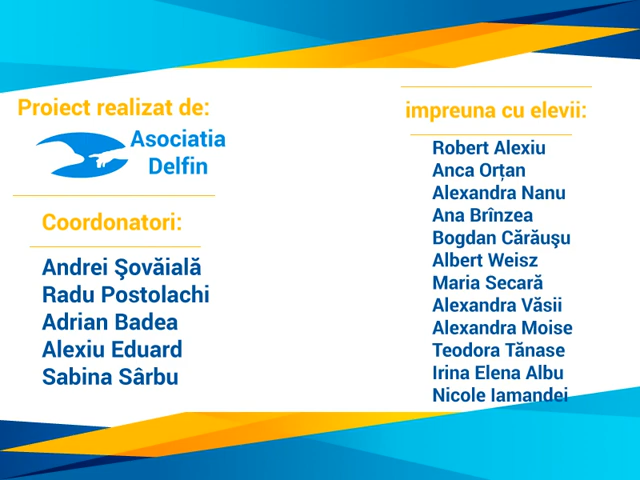 Proiect realizat de:
Asociatia
Delfin
Coordonatori:
Andrei Şovăială
Radu Postolachi
Adrian Badea
Alexiu Eduard
Sabina Sârbu
impreuna cu elevii:
Robert Alexiu
Anca Orțan
Alexandra Nanu
Ana Brînzea
Bogdan Cărăuşu
Albert Weisz
Maria Secară
Alexandra Văsii
Alexandra Moise
Teodora Tănase
Irina Elena Albu
Nicole Iamandei